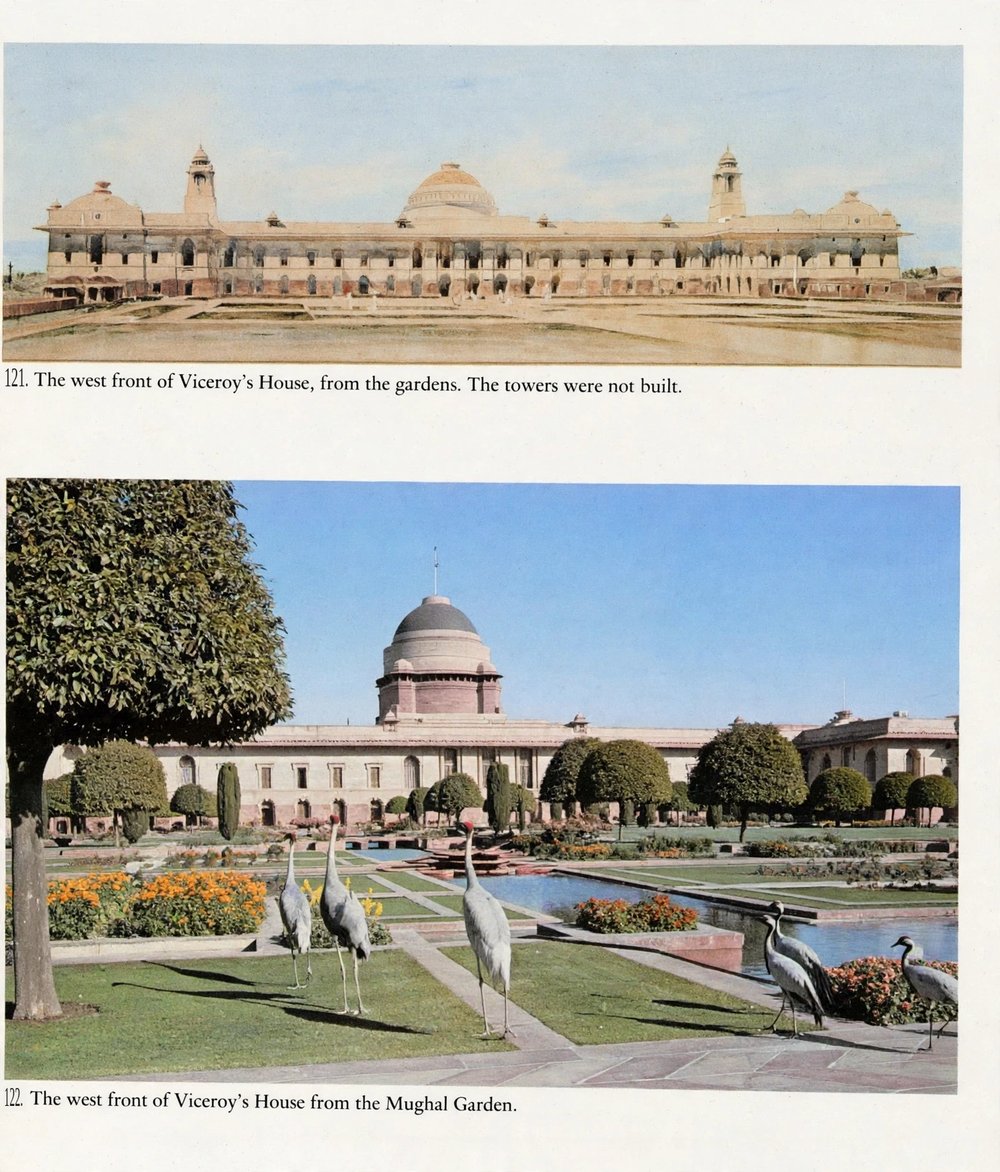 121. The west front of Viceroy's House, from the gardens. The towers were not built.
122. The west front of Viceroy's House from the Mughal Garden.